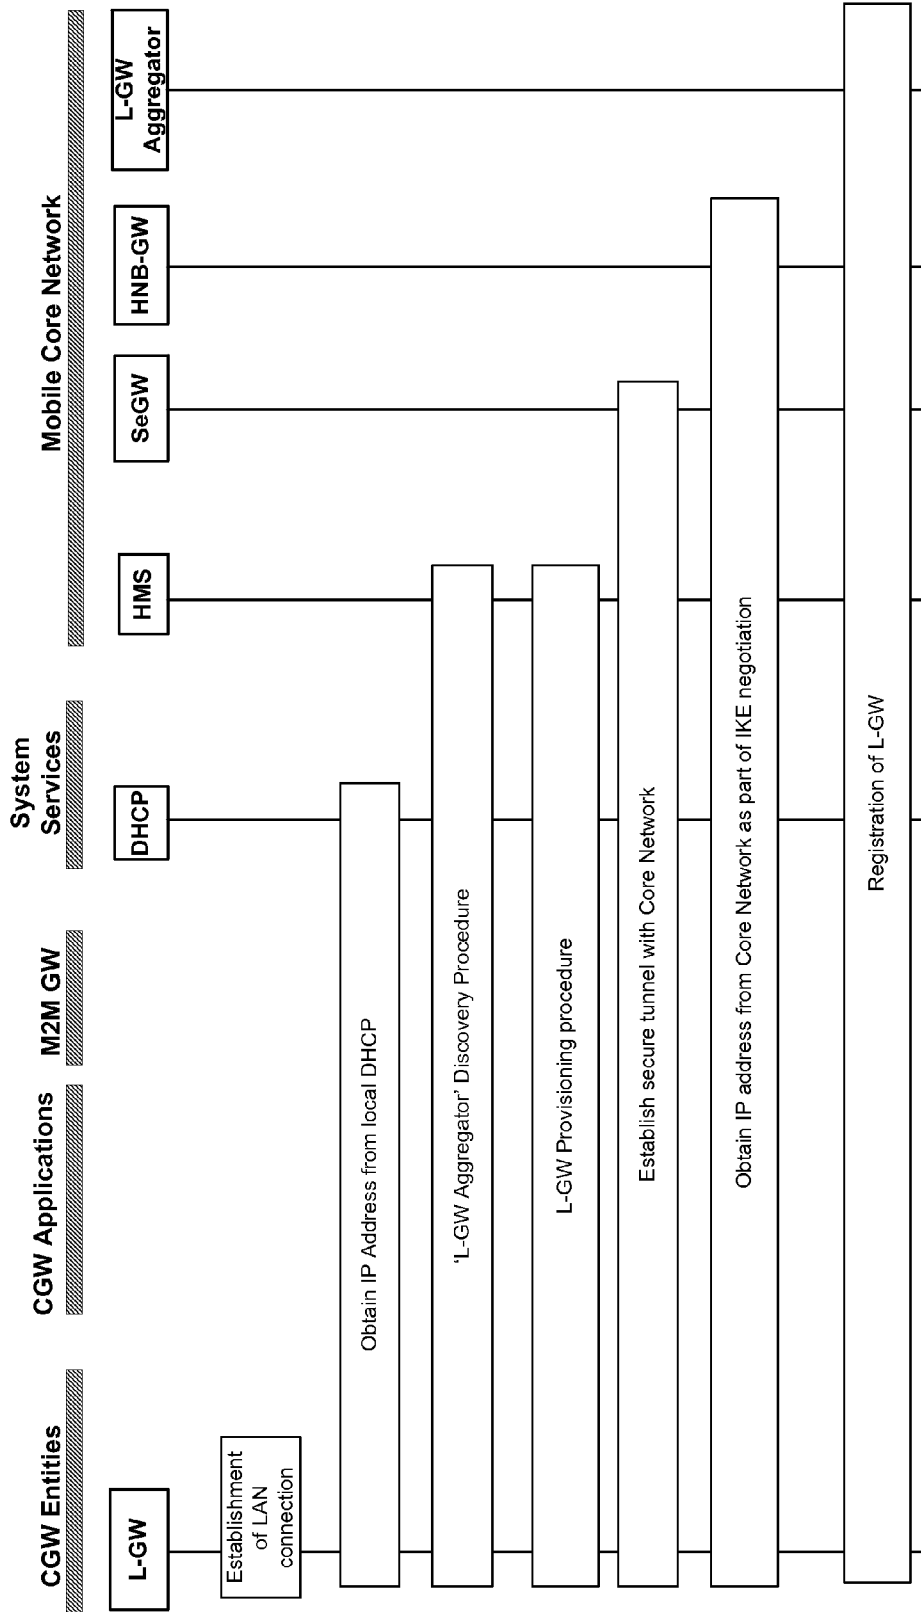 CGW Entities
CGW Applications
M2M GW
System
Services
Mobile Core Network
L-GW
DHCP
HMS
SeGW
HNB-GW
L-GW
Aggregator
Establishment
of LAN
connection
Obtain IP Address from local DHCP
‘L-GW Aggregator’ Discovery Procedure
L-GW Provisioning procedure
Establish secure tunnel with Core Network
Obtain IP address from Core Network as part of IKE negotiation
Registration of L-GW